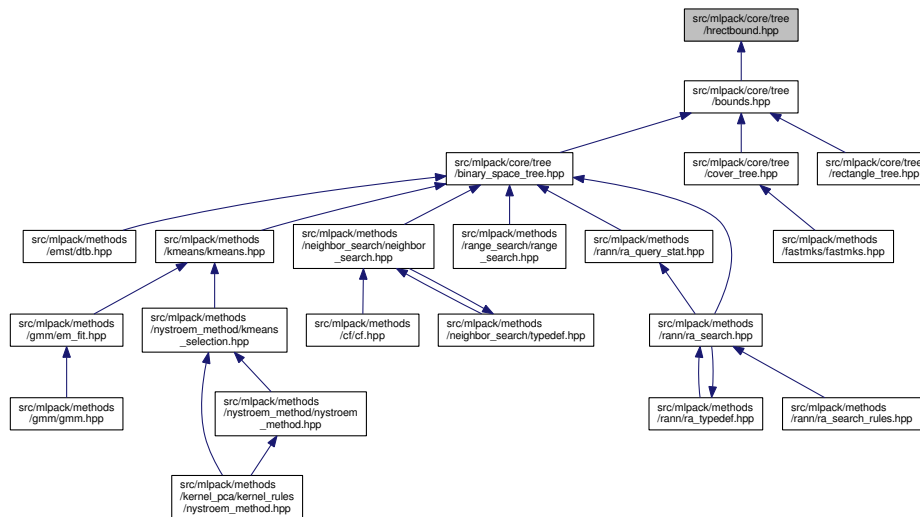 src/mlpack/core/tree
/hrectbound.hpp
src/mlpack/core/tree
/bounds.hpp
src/mlpack/core/tree
/binary_space_tree.hpp
src/mlpack/core/tree
/cover_tree.hpp
src/mlpack/core/tree
/rectangle_tree.hpp
src/mlpack/methods
/emst/dtb.hpp
src/mlpack/methods
/kmeans/kmeans.hpp
src/mlpack/methods
/neighbor_search/neighbor
_search.hpp
src/mlpack/methods
/range_search/range
_search.hpp
src/mlpack/methods
/rann/ra_query_stat.hpp
src/mlpack/methods
/fastmks/fastmks.hpp
src/mlpack/methods
/gmm/em_fit.hpp
src/mlpack/methods
/nystroem_method/kmeans
_selection.hpp
src/mlpack/methods
/cf/cf.hpp
src/mlpack/methods
/neighbor_search/typedef.hpp
src/mlpack/methods
/rann/ra_search.hpp
src/mlpack/methods
/gmm/gmm.hpp
src/mlpack/methods
/nystroem_method/nystroem
_method.hpp
src/mlpack/methods
/rann/ra_typedef.hpp
src/mlpack/methods
/rann/ra_search_rules.hpp
src/mlpack/methods
/kernel_pca/kernel_rules
/nystroem_method.hpp